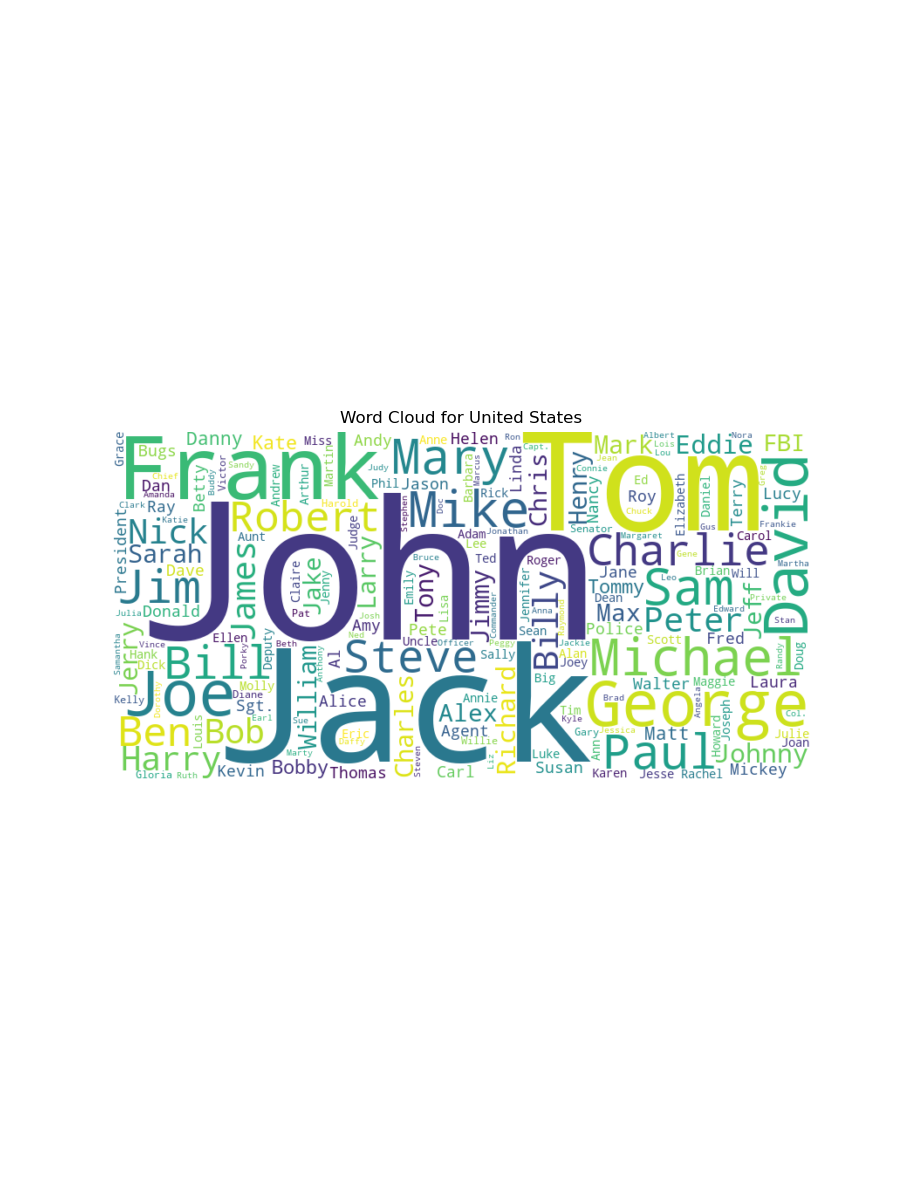 Word Cloud for United States
Grace
Bugs
Danny
Kate
Miss
Andy
Mary
Anne
Helen
Ron
Capt.
Tom
Mark
Albert
Lois
Lou
Eddie
Nora
FBI
Frank
Chief
Dan
Amanda
Betty
Buddy
Victor
Sandy
Andrew
Arthur
Martin
Judy
Phil
Jason
Barbara
Marcus
Rick
Linda
Chris
Henry
Connie
Nancy
Jean
Ed
Roy
Chuck
Elizabeth
Daniel
Terry
Greg
Lucy
David
Clark
Ray
Katie
President
Nick
Vince
Sarah
Robert
Harold
Aunt
Judge
Stephen
Mike
Doc
Jonathan
Adam
Lee
Margaret
Gus
Carol
Frankie
John
Charlie
Gene
Martha
Dave
Jim
James
Claire
Jake
Jenny
Larry
Bruce
Emily
Tony
Lisa
Ted
Jimmy
Commander
Roger
Jennifer
Anna
Billy
Raymond
Jane
Tommy
Dean
Leo
Sam
Brian
Will
Jeff
Private
Julia
Donald
Pat
Josh
Amy
Pete
Sean
Max
Police
Peter
Edward
Stan
Samantha
Jerry
Hank
Dick
Bill
Ellen
Porky
Deputy
Beth
Ned
Anthony
Al
Uncle
Officer
Peggy
Sally
Steve
Jackie
Alan
Joey
Scott
Fred
Michael
Randy
Doug
Kelly
Joe
Dorothy
Molly
Diane
Sgt.
Earl
William
Alice
Jack
Charles
Annie
Alex
Agent
Willie
Richard
Big
Walter
Maggie
Brad
Angela
Laura
George
Col.
Ben
Louis
Bob
Sue
Eric
Daffy
Marty
Steven
Liz
Tim
Kyle
Gary
Jessica
Ann
Matt
Howard
Joseph
Julie
Joan
Harry
Gloria
Ruth
Kevin
Bobby
Thomas
Carl
Luke
Susan
Paul
Karen
Jesse
Rachel
Johnny
Mickey